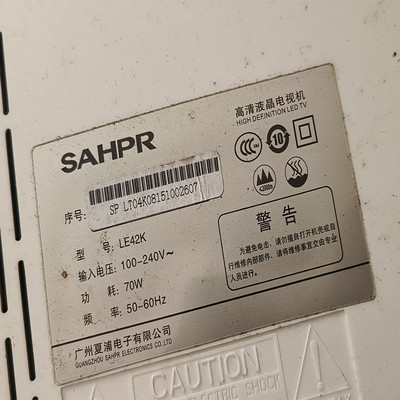 高清液晶电视机
HIGH DEFINITION LED TV
SAHPR
序号:
SP LT04K08151002607
10
≤2000m
型 号: LE42K
输入电压: 100-240V~
功 耗: 70W
频 率: 50-60Hz
警告
为避免电击,请勿擅自打开机壳或自
行维修内部部件,请将维修事宜交由专业
人员进行。
广州夏浦电子有限公司
GUANGZHOU SAHPR ELECTRONICS CO.,LTD
CAUTION
ELECTRIC SHOCK